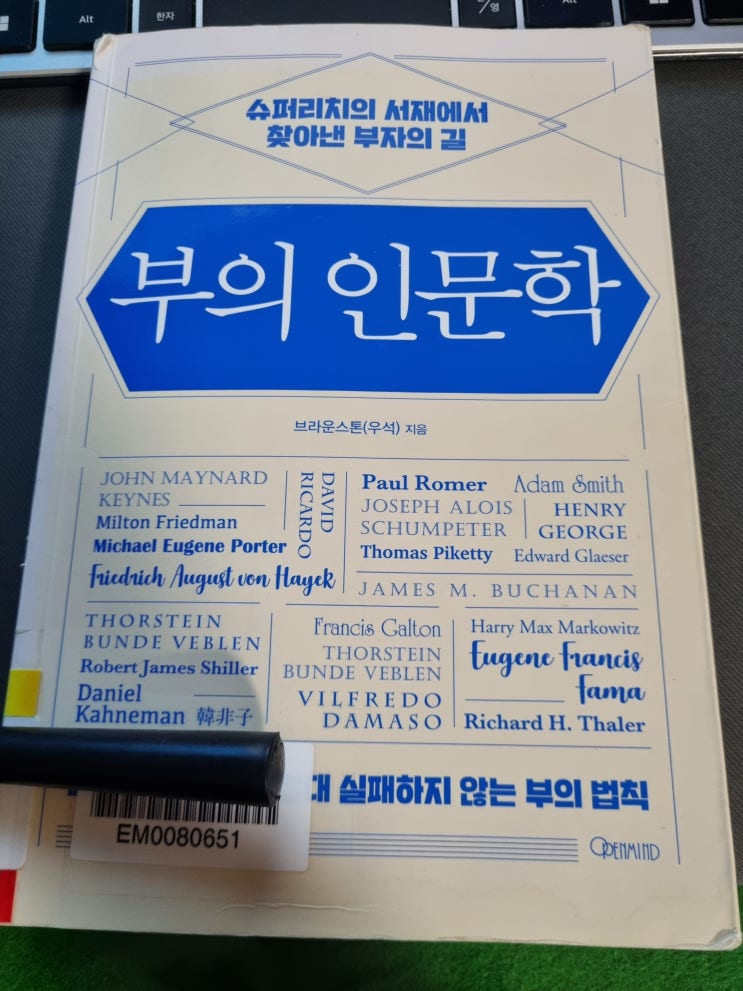 Alt
한자
/영
Alt
슈퍼리치의 서재에서
찾아낸 부자의 길
부의 인문학
브라운스톤(우석) 지음
JOHN MAYNARD
KEYNES
Milton Friedman
Michael Eugene Porter
Friedrich August von Hayek
DAVID
RICARDO
Paul Romer
JOSEPH ALOIS
SCHUMPETER
Thomas Piketty
Adam Smith
HENRY
GEORGE
Edward Glaeser
JAMES M. BUCHANAN
THORSTEIN
BUNDE VEBLEN
Robert James Shiller
Daniel
Kahneman 韓非子
Francis Galton
THORSTEIN
BUNDE VEBLEN
VILFREDO
DAMASO
Harry Max Markowitz
Eugene Francis
Fama
Richard H. Thaler
실패하지 않는 부의 법칙
EM0080651
OPENMIND